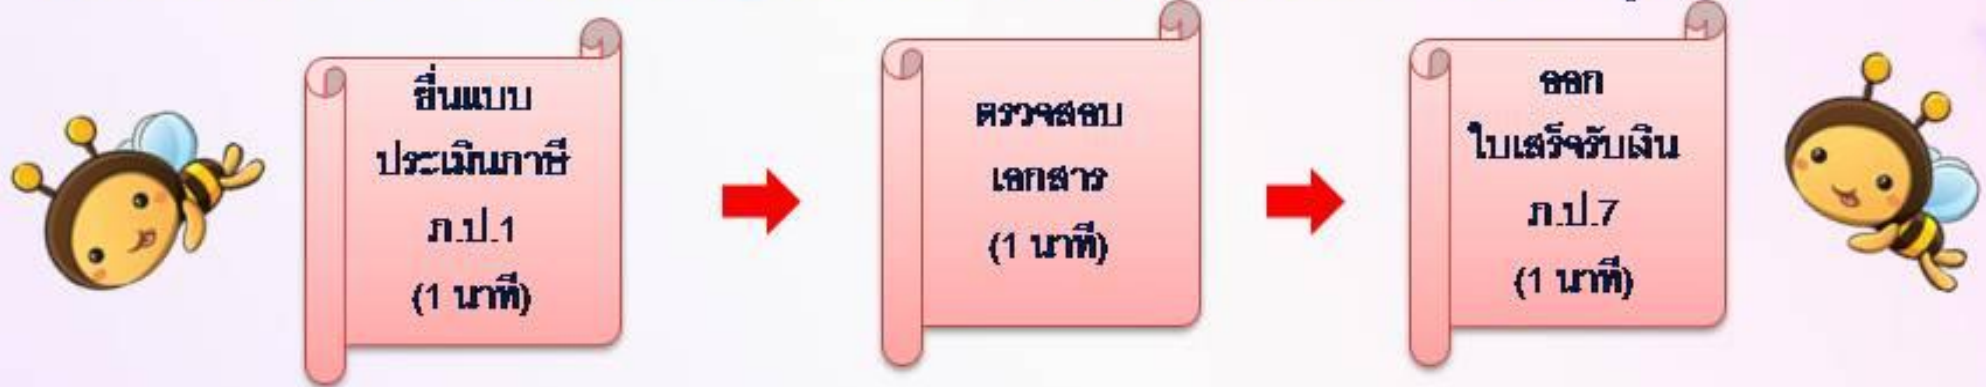 ยื่นแบบ
ประเมินภาษี
ภ.ป.1
(1 นาที)
ตรวจสอบ
เอกสาร
(1 นาที)
ออก
ใบเสร็จรับเงิน
ภ.ป.7
(1 นาที)